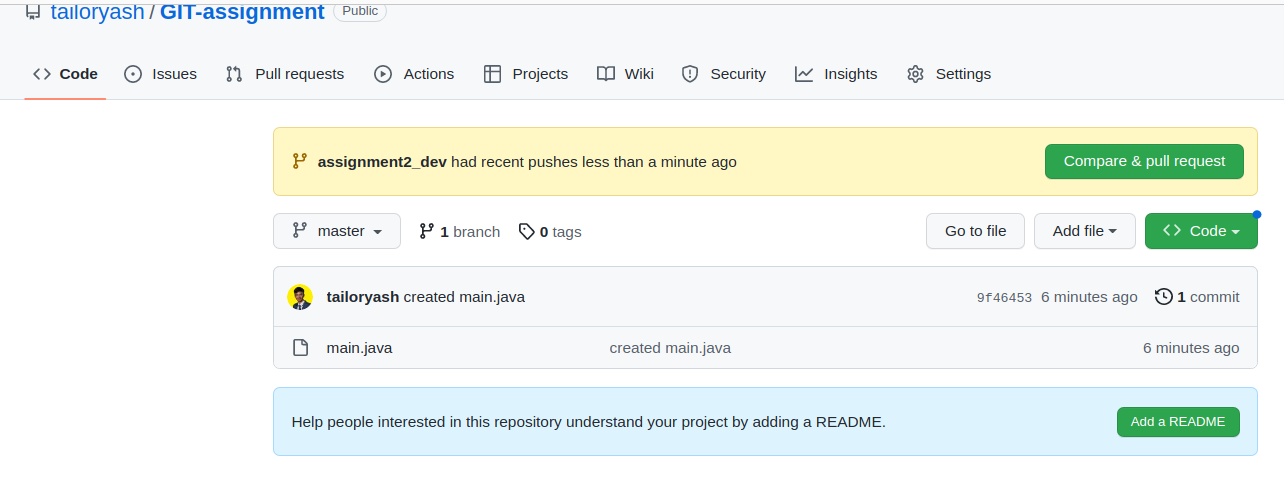 tailoryash / GIT-assignment Public
Code Issues Pull requests Actions Projects Wiki Security Insights Settings
assignment2_dev had recent pushes less than a minute ago Compare & pull request
master 1 branch 0 tags Go to file Add file Code
tailoryash created main.java 9f46453 6 minutes ago 1 commit
main.java created main.java 6 minutes ago
Help people interested in this repository understand your project by adding a README. Add a README